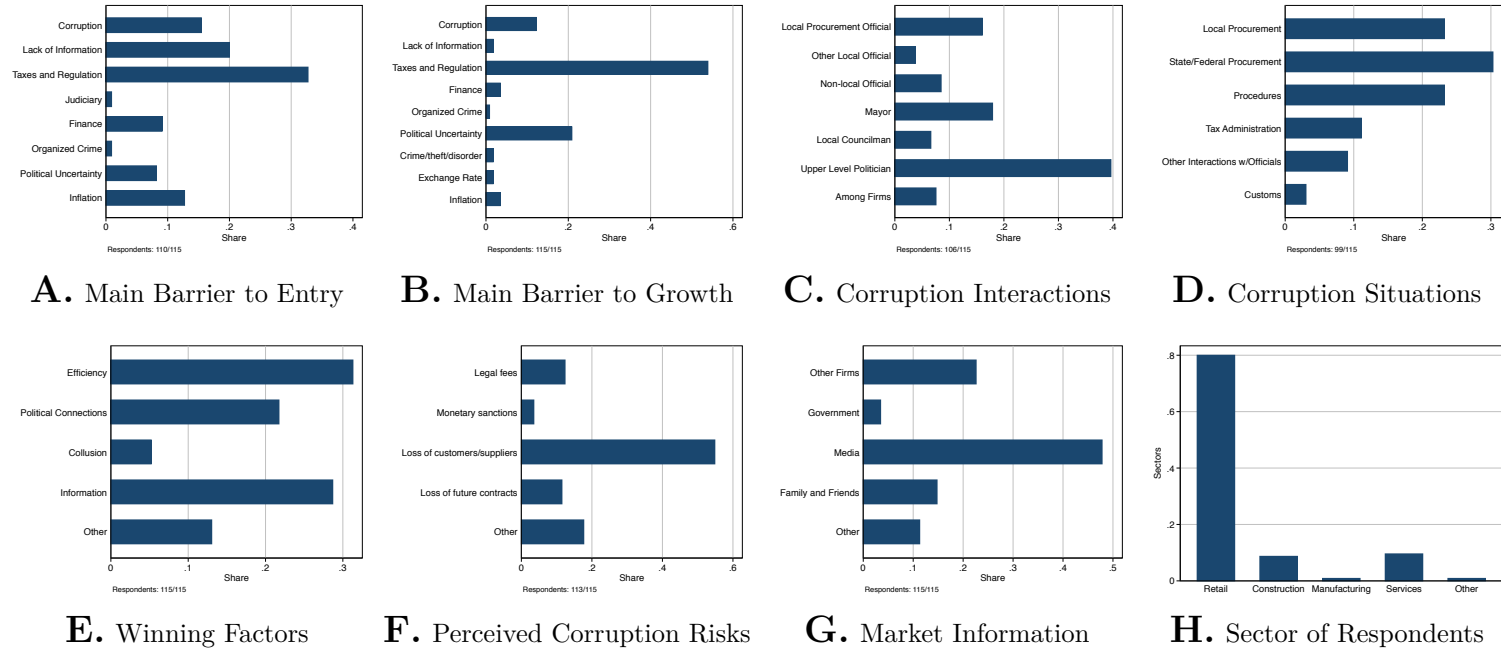 Corruption
Lack of Information
Taxes and Regulation
Judiciary
Finance
Organized Crime
Political Uncertainty
Inflation
0 .1 .2 .3 .4
Share
Respondents: 110/115
A. Main Barrier to Entry
Corruption
Lack of Information
Taxes and Regulation
Finance
Organized Crime
Political Uncertainty
Crime/theft/disorder
Exchange Rate
Inflation
0 .2 .4 .6
Share
Respondents: 115/115
B. Main Barrier to Growth
Local Procurement Official
Other Local Official
Non-local Official
Mayor
Local Councilman
Upper Level Politician
Among Firms
0 .1 .2 .3 .4
Share
Respondents: 106/115
C. Corruption Interactions
Local Procurement
State/Federal Procurement
Procedures
Tax Administration
Other Interactions w/Officials
Customs
0 .1 .2 .3
Share
Respondents: 99/115
D. Corruption Situations
Efficiency
Political Connections
Collusion
Information
Other
0 .1 .2 .3
Share
Respondents: 115/115
E. Winning Factors
Legal fees
Monetary sanctions
Loss of customers/suppliers
Loss of future contracts
Other
0 .2 .4 .6
Share
Respondents: 113/115
F. Perceived Corruption Risks
Other Firms
Government
Media
Family and Friends
Other
0 .1 .2 .3 .4 .5
Share
Respondents: 115/115
G. Market Information
Sectors
.8
.6
.4
.2
0
Retail Construction Manufacturing Services Other
H. Sector of Respondents